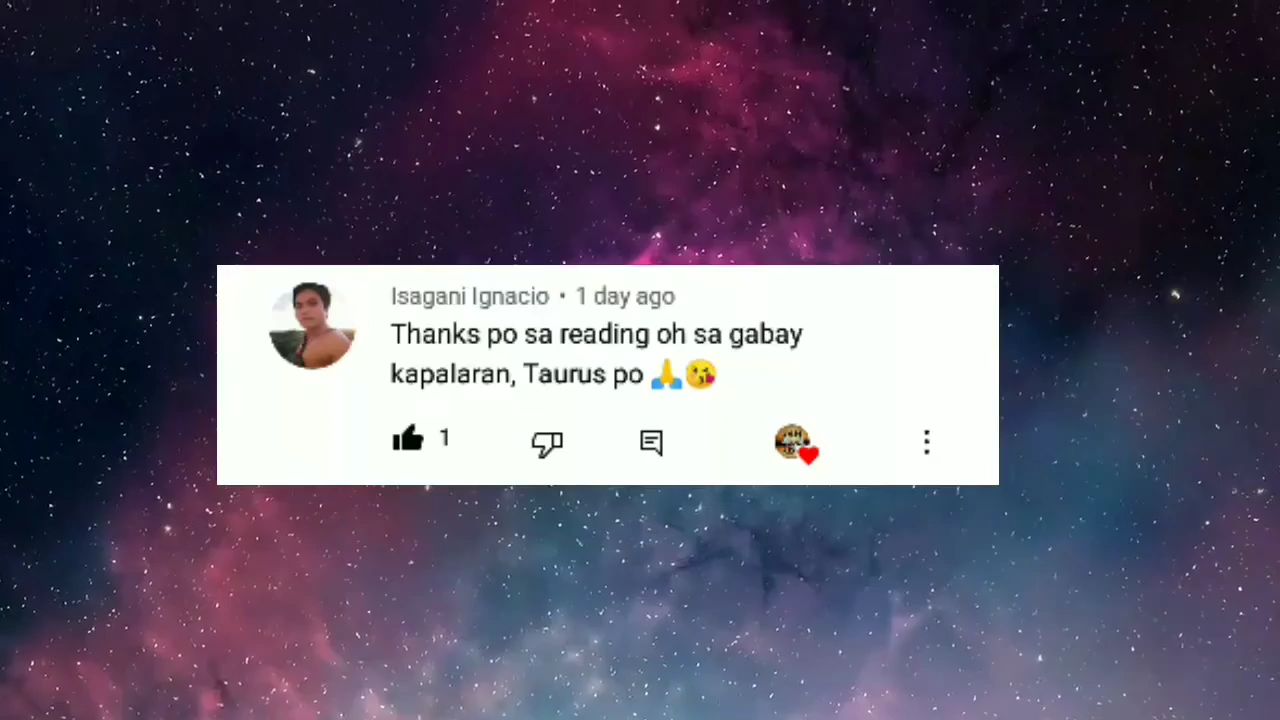 Isagani Ignacio • 1 day ago
Thanks po sa reading oh sa gabay
kapalaran, Taurus po 🙏😘
1